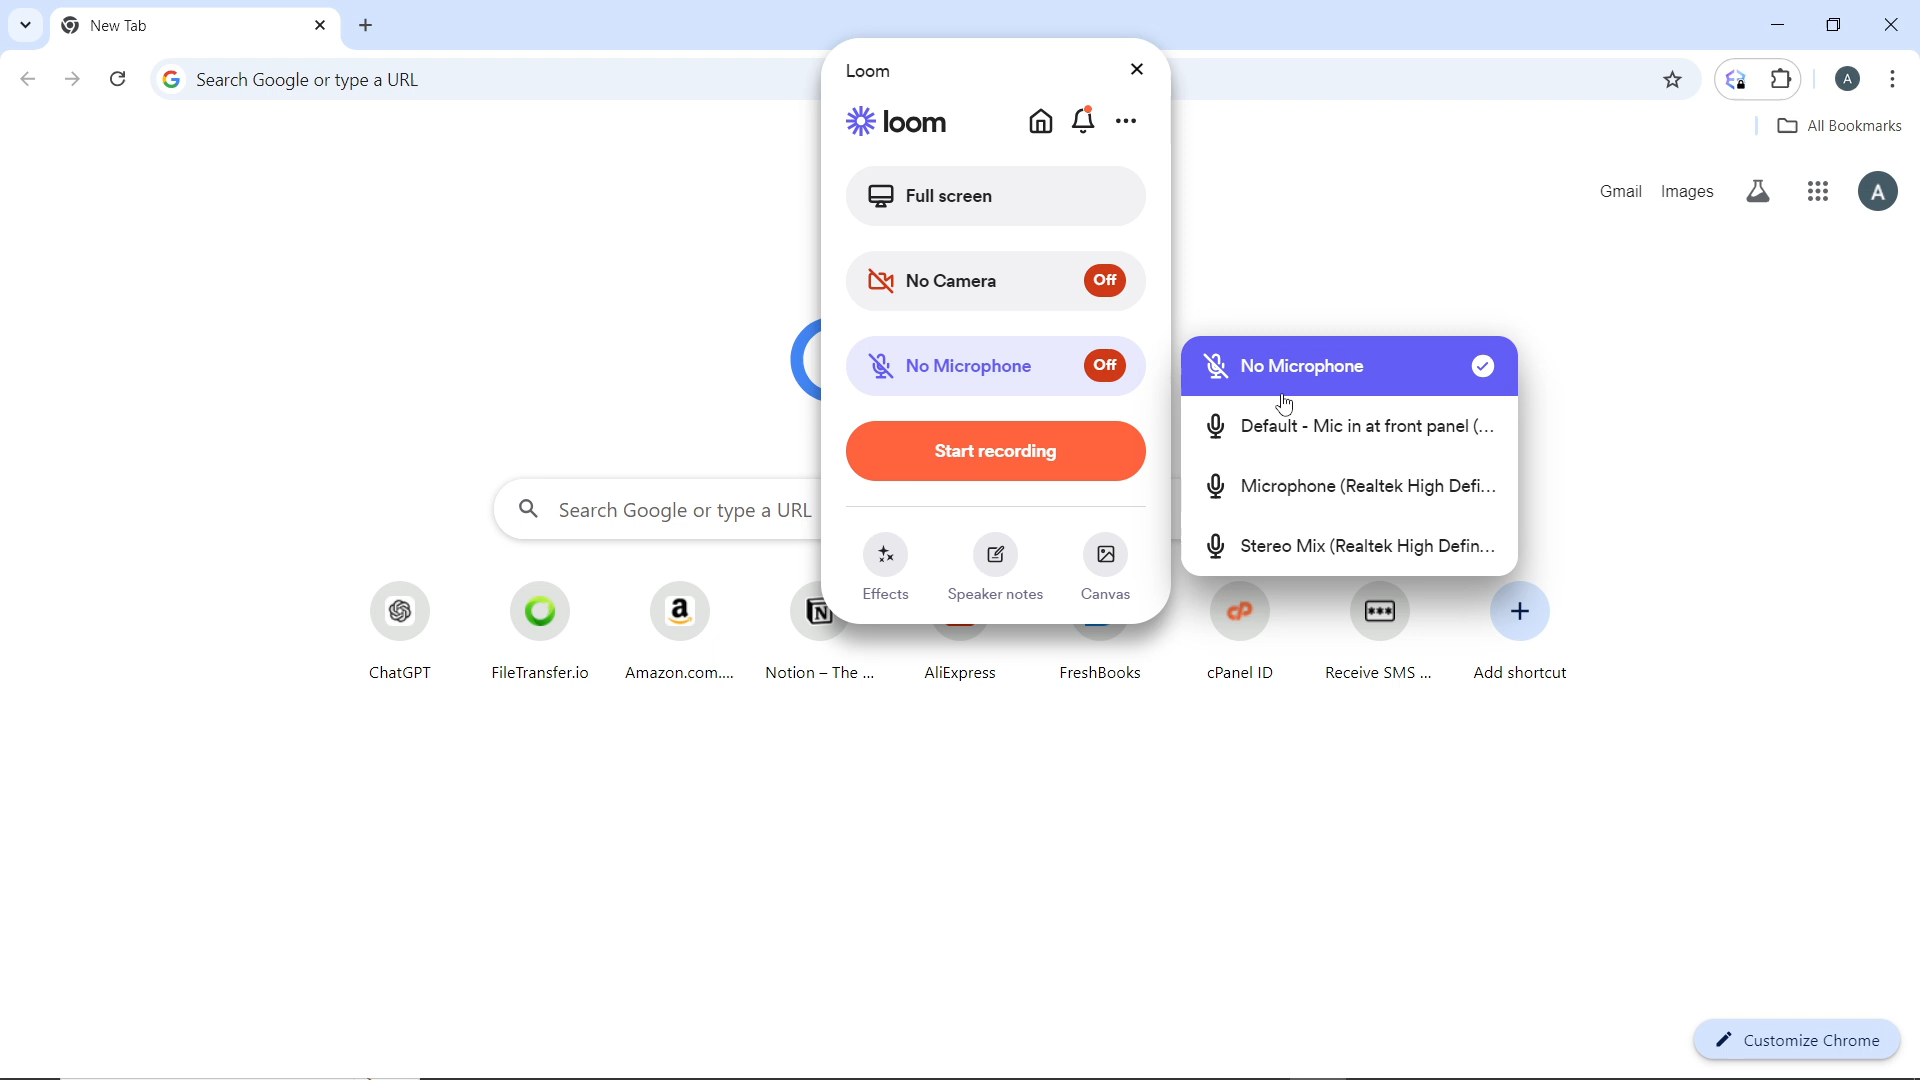 New Tab
Search Google or type a URL
All Bookmarks
A
Gmail
Images
A
Loom
loom
Full screen
No Camera
Off
No Microphone
Off
Start recording
Effects
Speaker notes
Canvas
No Microphone
Default - Mic in at front panel (...
Microphone (Realtek High Defi...
Stereo Mix (Realtek High Defin...
Search Google or type a URL
ChatGPT
FileTransfer.io
Amazon.com....
Notion – The ...
AliExpress
FreshBooks
cPanel ID
Receive SMS ...
Add shortcut
Customize Chrome